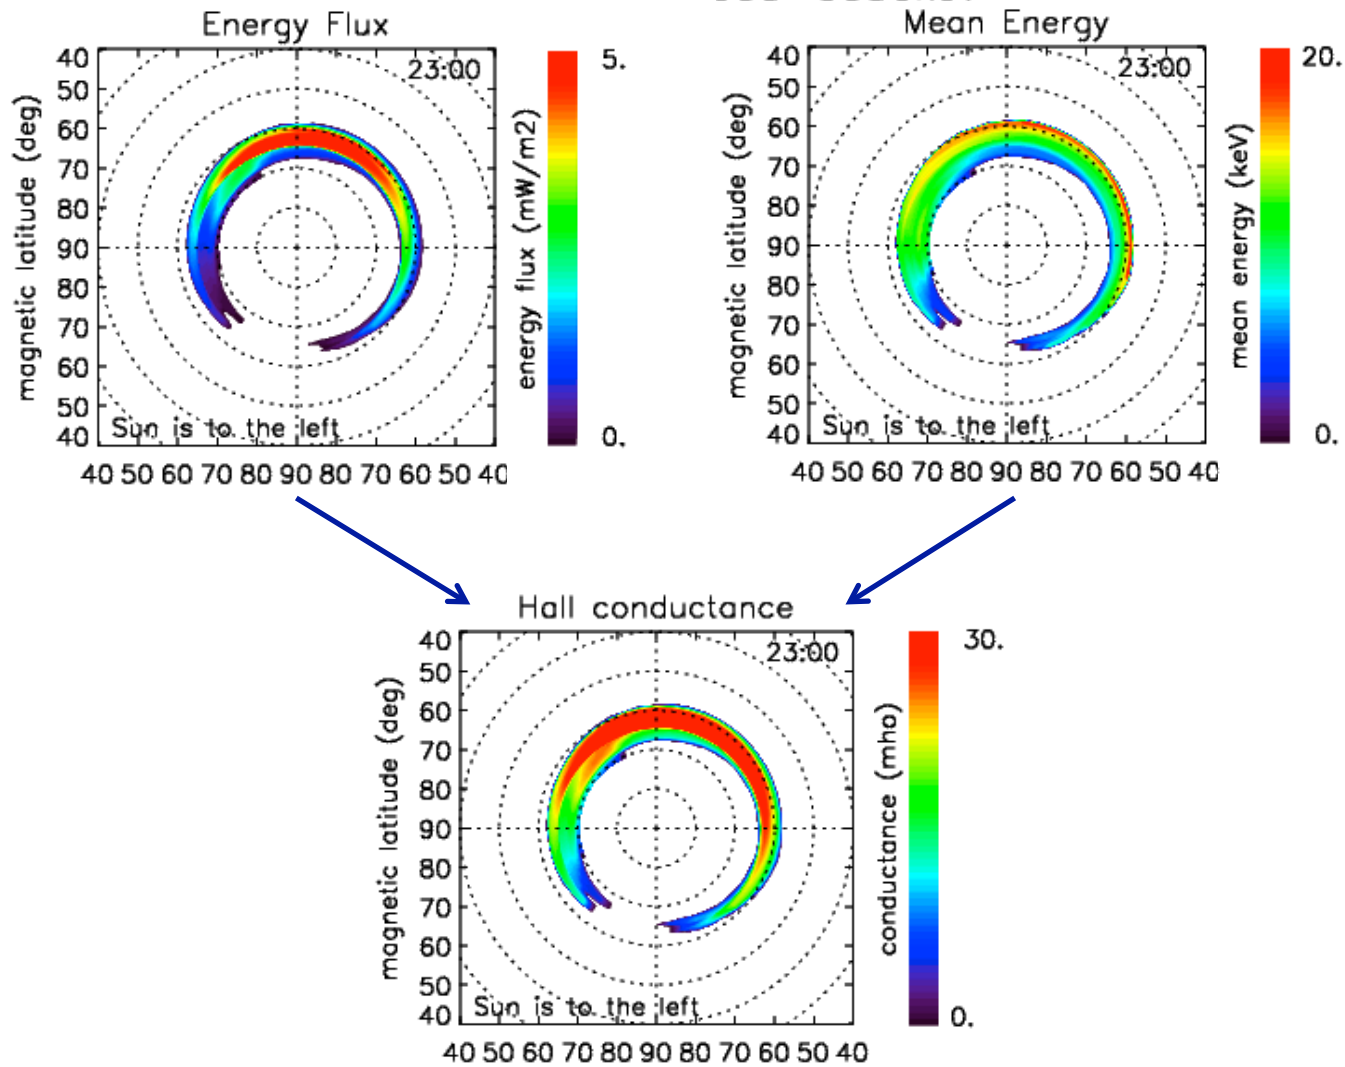 Energy Flux
Mean Energy
40
50
60
70
80
90
80
70
60
50
40
magnetic latitude (deg)
23:00
Sun is to the left
40 50 60 70 80 90 80 70 60 50 40
5.
0.
energy flux (mW/m2)
40
50
60
70
80
90
80
70
60
50
40
magnetic latitude (deg)
23:00
Sun is to the left
40 50 60 70 80 90 80 70 60 50 40
20.
0.
mean energy (keV)
Hall conductance
40
50
60
70
80
90
80
70
60
50
40
magnetic latitude (deg)
23:00
Sun is to the left
40 50 60 70 80 90 80 70 60 50 40
30.
0.
conductance (mho)